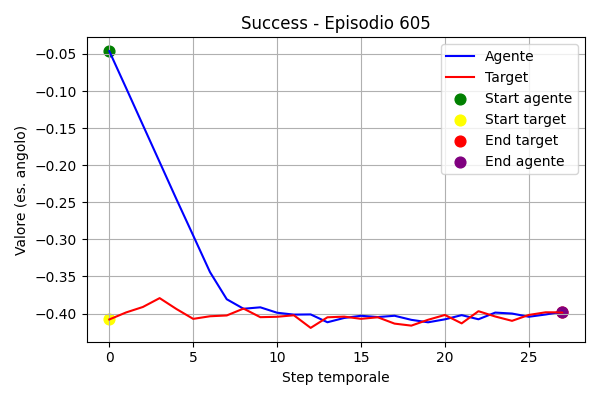 Success - Episodio 605
Valore (es. angolo)
−0.05
−0.10
−0.15
−0.20
−0.25
−0.30
−0.35
−0.40
Agente
Target
Start agente
Start target
End target
End agente
0 5 10 15 20 25
Step temporale